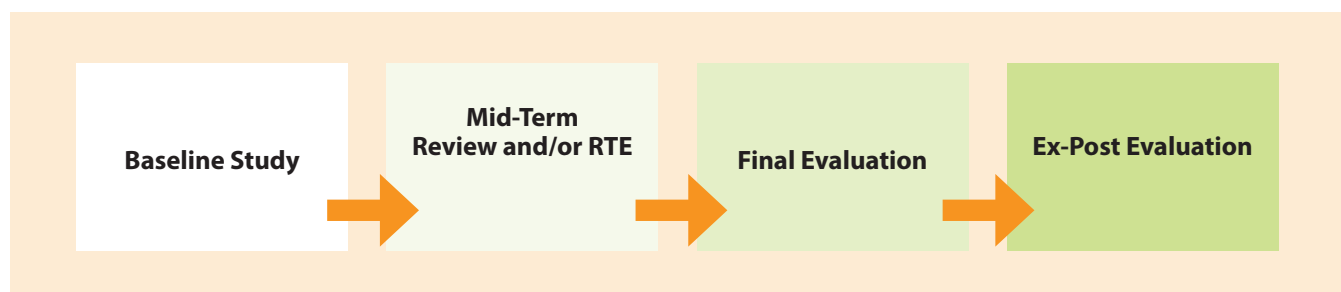 Baseline Study
Mid-Term
Review and/or RTE
Final Evaluation
Ex-Post Evaluation